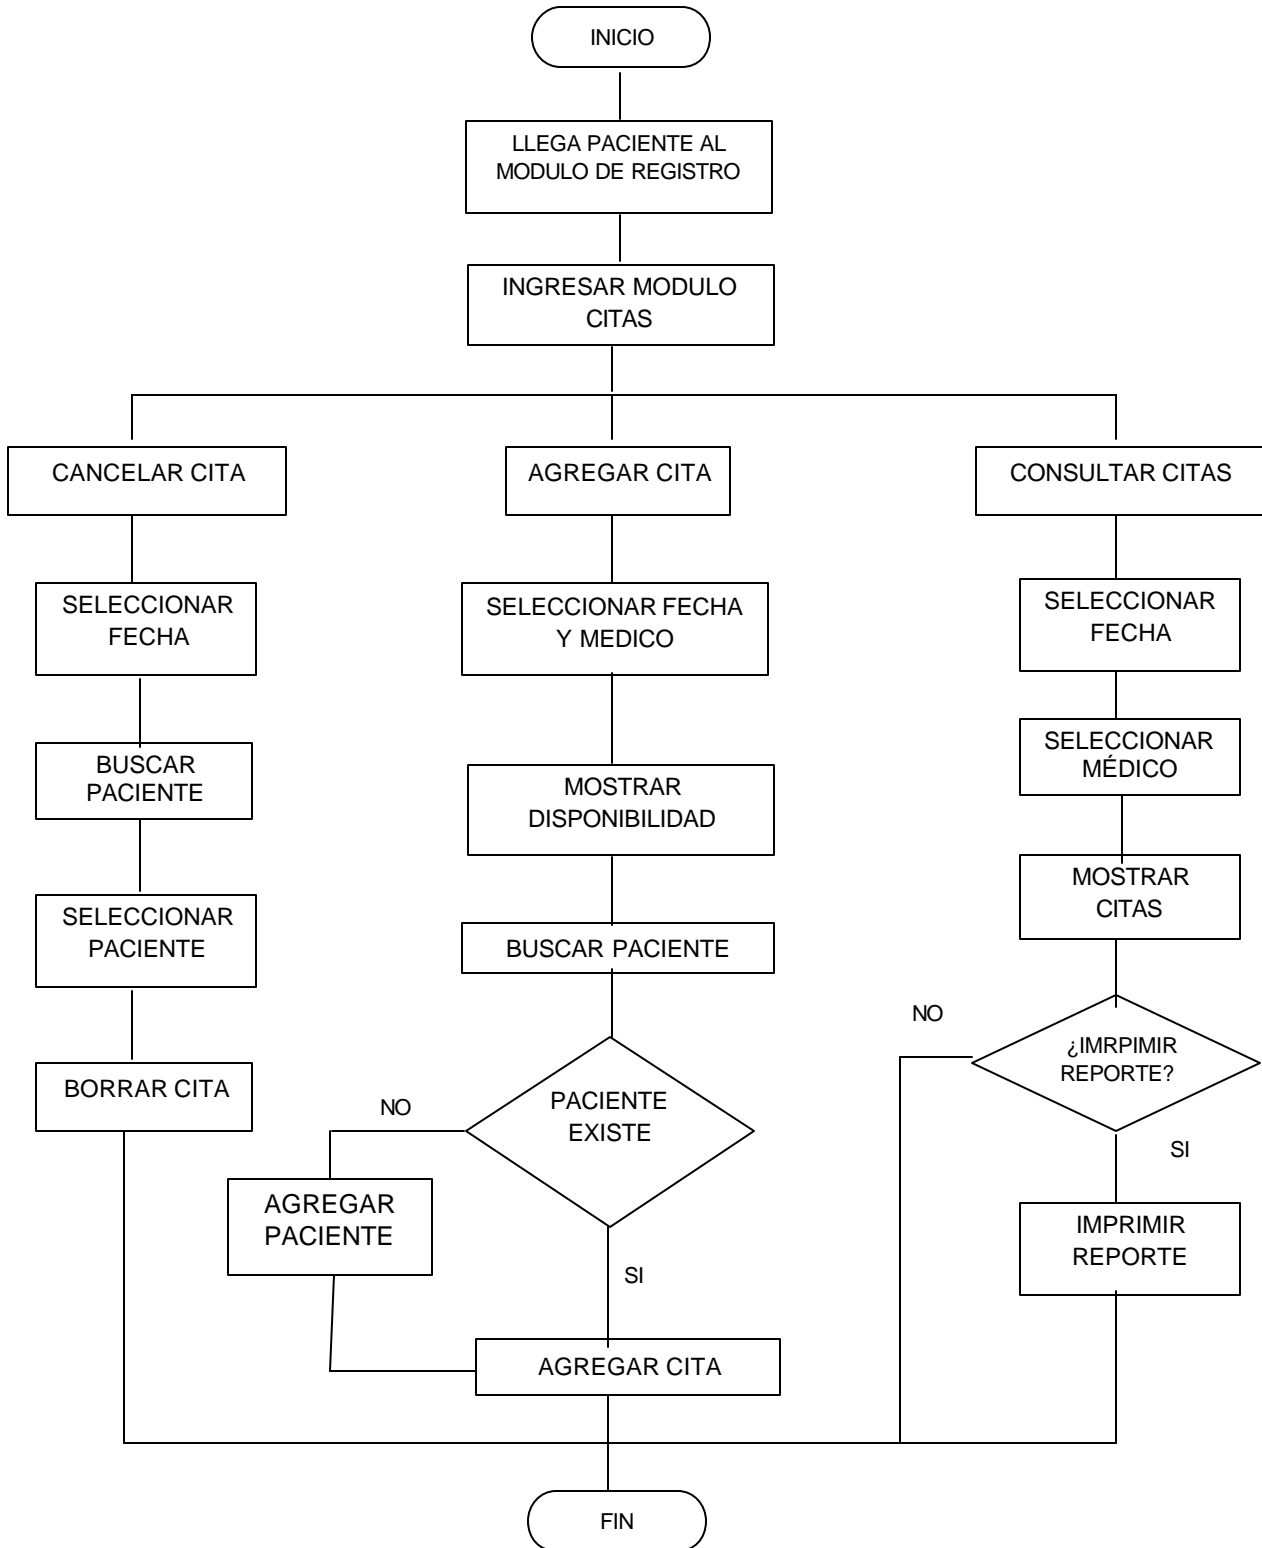 INICIO
LLEGA PACIENTE AL
MODULO DE REGISTRO
INGRESAR MODULO
CITAS
CANCELAR CITA
AGREGAR CITA
CONSULTAR CITAS
SELECCIONAR
FECHA
SELECCIONAR FECHA
Y MEDICO
SELECCIONAR
FECHA
BUSCAR
PACIENTE
MOSTRAR
DISPONIBILIDAD
SELECCIONAR
MÉDICO
SELECCIONAR
PACIENTE
BUSCAR PACIENTE
MOSTRAR
CITAS
BORRAR CITA
NO
PACIENTE
EXISTE
NO
¿IMRPIMIR
REPORTE?
SI
AGREGAR
PACIENTE
SI
IMPRIMIR
REPORTE
AGREGAR CITA
FIN